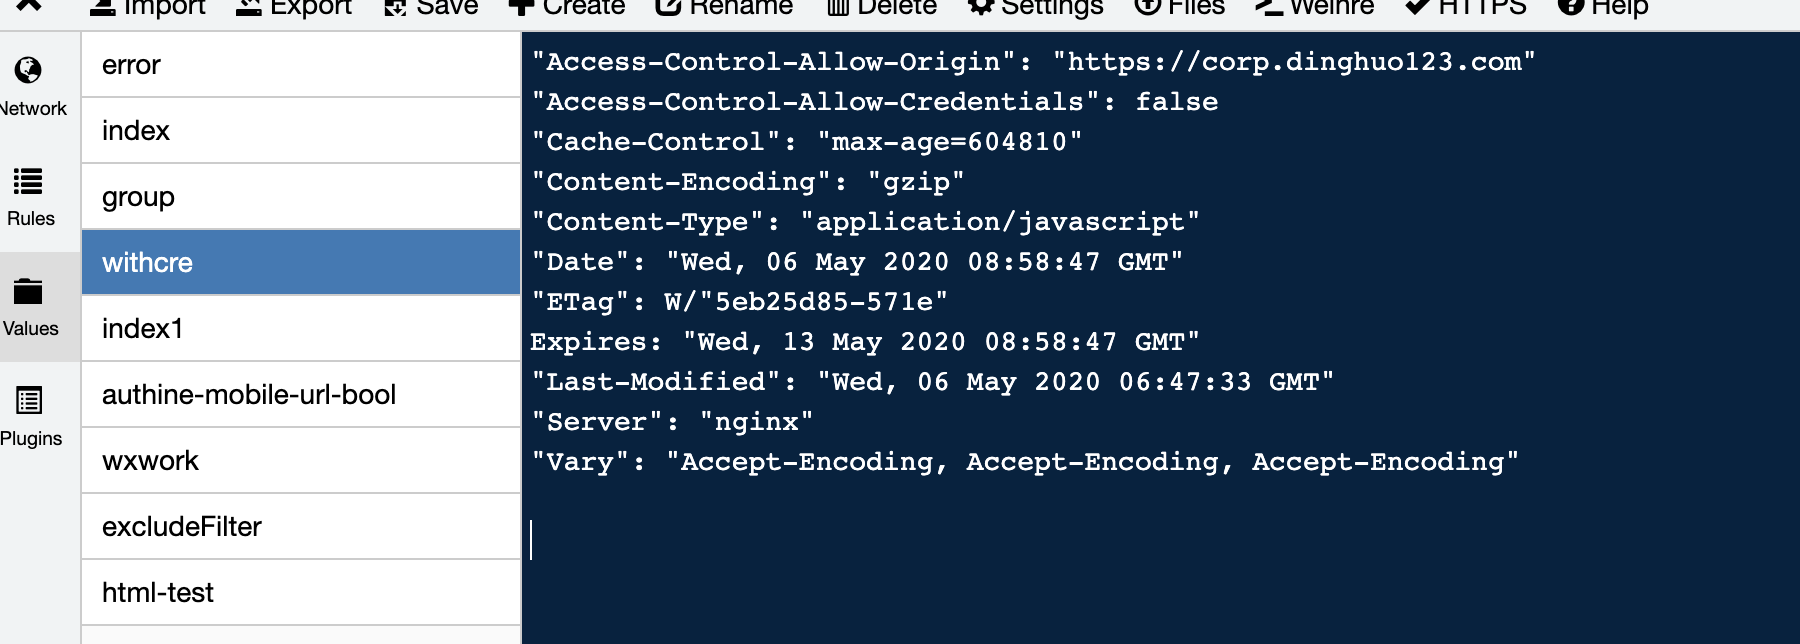 Import Export Save Create Rename Delete Settings Files Weinre HTTPS Help
Network
Rules
Values
Plugins
error
index
group
withcre
index1
authine-mobile-url-bool
wxwork
excludeFilter
html-test
"Access-Control-Allow-Origin": "https://corp.dinghuo123.com"
"Access-Control-Allow-Credentials": false
"Cache-Control": "max-age=604810"
"Content-Encoding": "gzip"
"Content-Type": "application/javascript"
"Date": "Wed, 06 May 2020 08:58:47 GMT"
"ETag": W/"5eb25d85-571e"
Expires: "Wed, 13 May 2020 08:58:47 GMT"
"Last-Modified": "Wed, 06 May 2020 06:47:33 GMT"
"Server": "nginx"
"Vary": "Accept-Encoding, Accept-Encoding, Accept-Encoding"